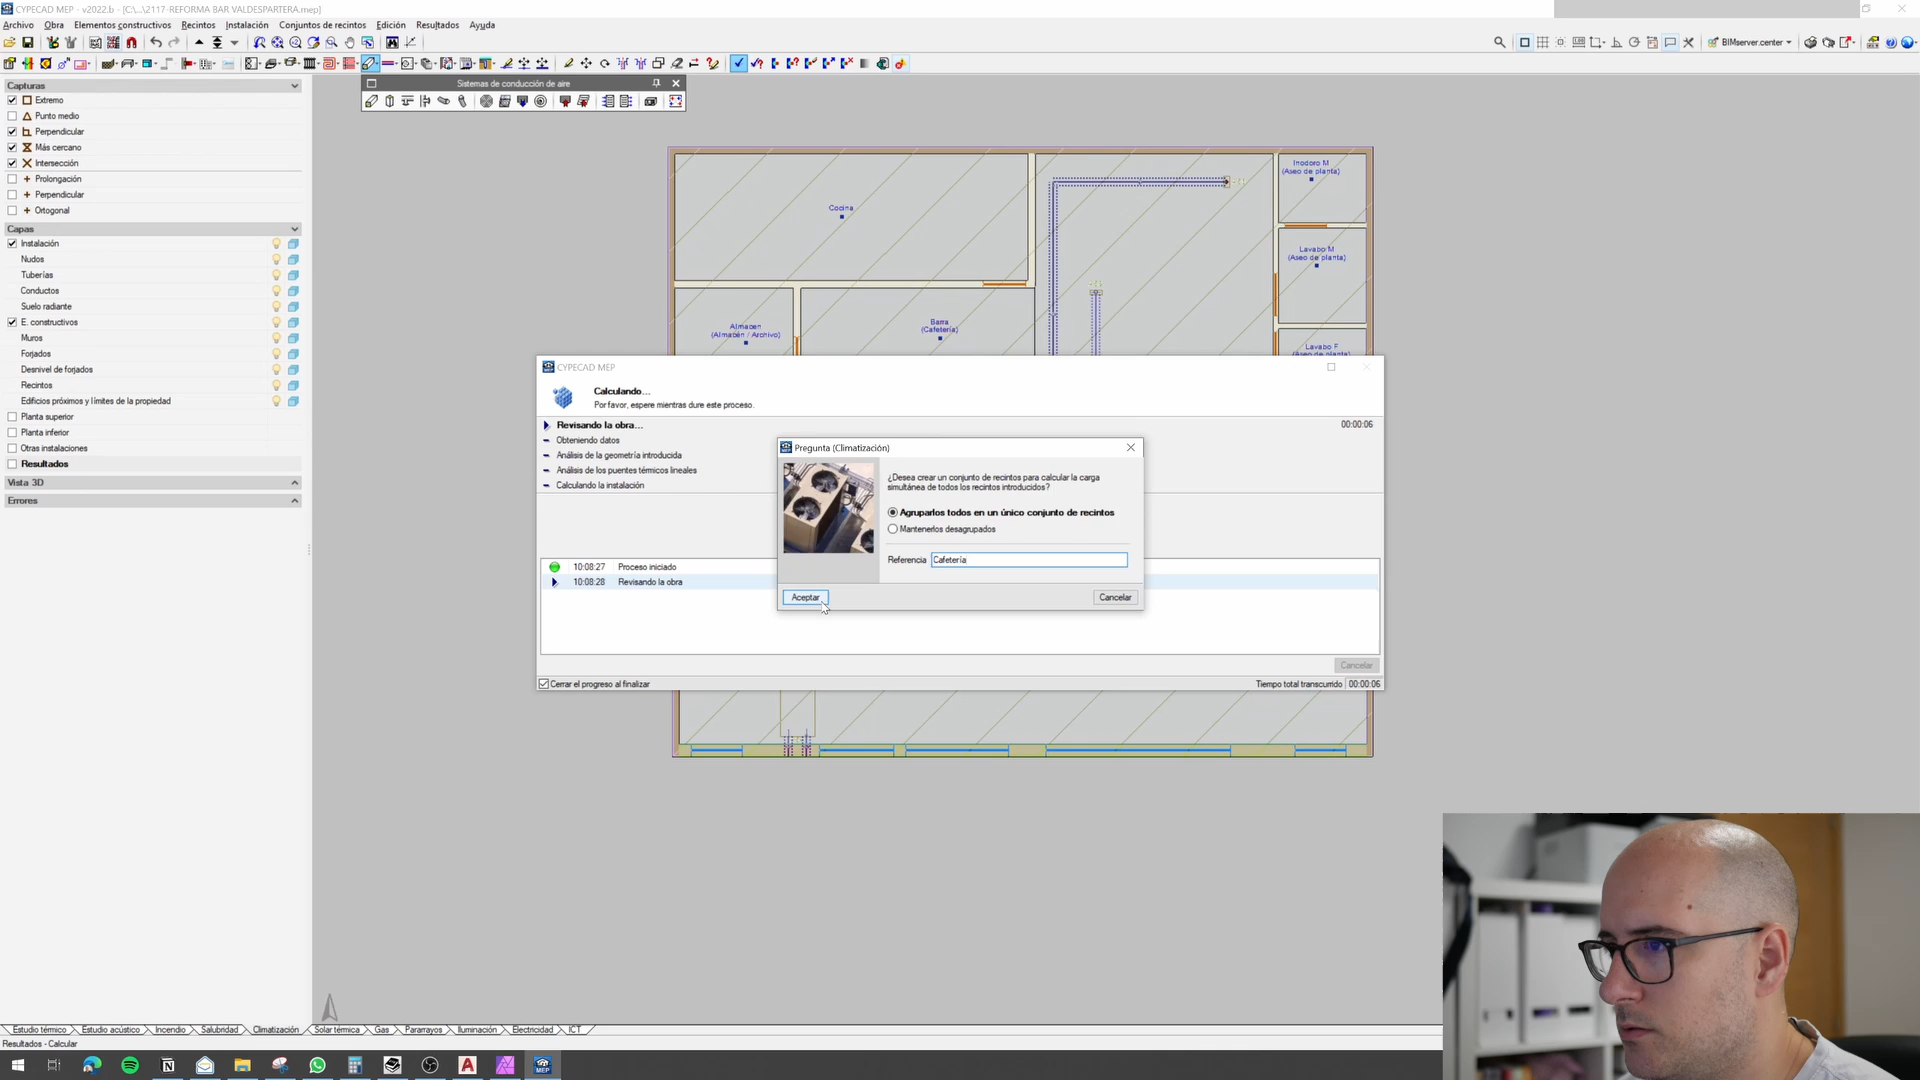 CYPECAD MEP - v2022.b - [C:\...\2117-REFORMA BAR VALDESPARTERA.mep]
Archivo Obra Elementos constructivos Recintos Instalación Conjuntos de recintos Edición Resultados Ayuda
BIMserver.center
Sistemas de conducción de aire
Capturas
Extremo
Punto medio
Perpendicular
Más cercano
Intersección
Prolongación
Perpendicular
Ortogonal
Capas
Instalación
Nudos
Tuberías
Conductos
Suelo radiante
E. constructivos
Muros
Forjados
Desnivel de forjados
Recintos
Edificios próximos y límites de la propiedad
Planta superior
Planta inferior
Otras instalaciones
Resultados
Vista 3D
Errores
Cocina
Inodoro M
(Aseo de planta)
Lavabo M
(Aseo de planta)
Almacen
(Almacén / Archivo)
Barra
(Cafetería)
Lavabo F
(Aseo de planta)
CYPECAD MEP
Calculando...
Por favor, espere mientras dure este proceso.
Revisando la obra... 00:00:06
Obteniendo datos
Análisis de la geometría introducida
Análisis de los puentes térmicos lineales
Calculando la instalación
Pregunta (Climatización)
¿Desea crear un conjunto de recintos para calcular la carga
simultánea de todos los recintos introducidos?
Agruparlos todos en un único conjunto de recintos
Mantenerlos desagrupados
Referencia Cafetería
Aceptar Cancelar
10:08:27 Proceso iniciado
10:08:28 Revisando la obra
Cancelar
Cerrar el progreso al finalizar Tiempo total transcurrido 00:00:06
Estudio térmico Estudio acústico Incendio Salubridad Climatización Solar térmica Gas Pararrayos Iluminación Electricidad ICT
Resultados - Calcular
MEP